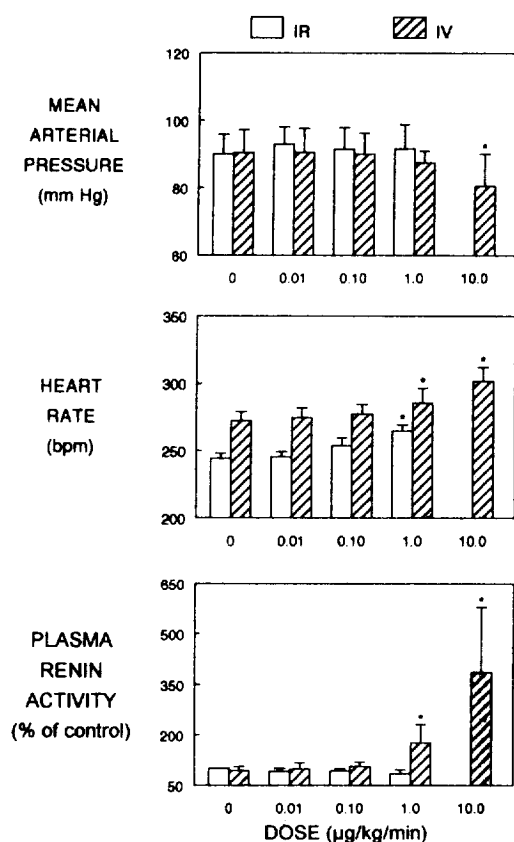 IR IV
MEAN
ARTERIAL
PRESSURE
(mm Hg)
120
100
80
60
0 0.01 0.10 1.0 10.0
*
HEART
RATE
(bpm)
350
300
250
200
0 0.01 0.10 1.0 10.0
* * *
PLASMA
RENIN
ACTIVITY
(% of control)
650
500
350
200
50
0 0.01 0.10 1.0 10.0
* *
DOSE (µg/kg/min)